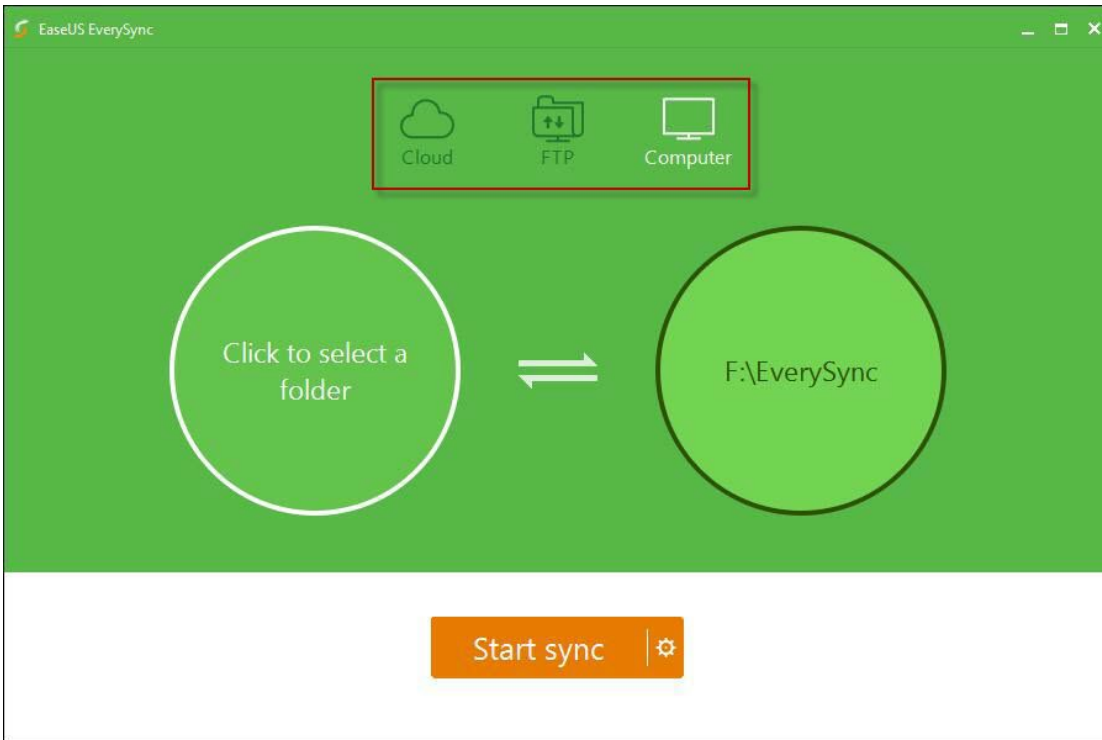 EaseUS EverySync
Cloud
FTP
Computer
Click to select a
folder
F:\EverySync
Start sync